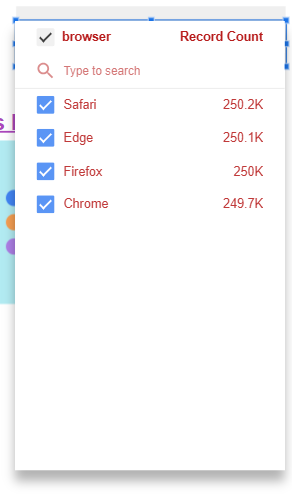 browser Record Count
Type to search
Safari 250.2K
Edge 250.1K
Firefox 250K
Chrome 249.7K